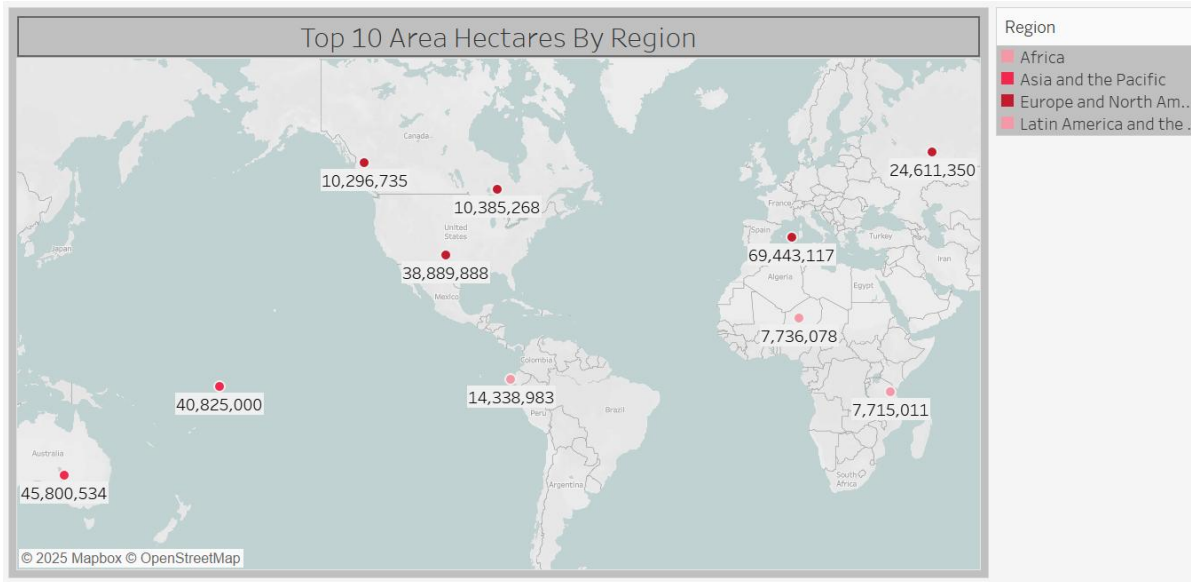 Top 10 Area Hectares By Region
Region
Africa
Asia and the Pacific
Europe and North Am..
Latin America and the .
Canada
10,296,735
10,385,268
United
States
38,889,888
Mexico
Japan
France
Spain
Turkey
Iran
24,611,350
69,443,117
Algeria
Egypt
7,736,078
Colombia
14,338,983
Peru
Brazil
7,715,011
40,825,000
Australia
45,800,534
South
Africa
Argentina
© 2025 Mapbox © OpenStreetMap